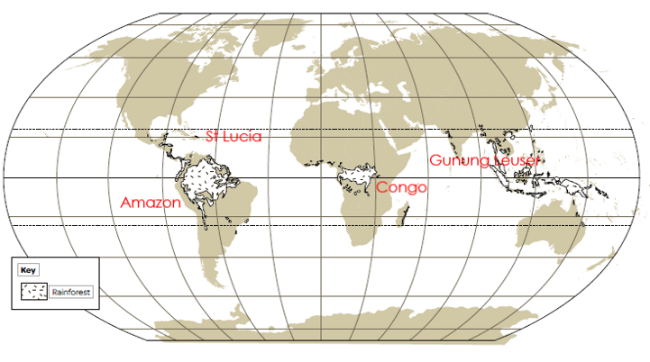 St Lucia
Gunung Leuser
Congo
Amazon
Key
Rainforest